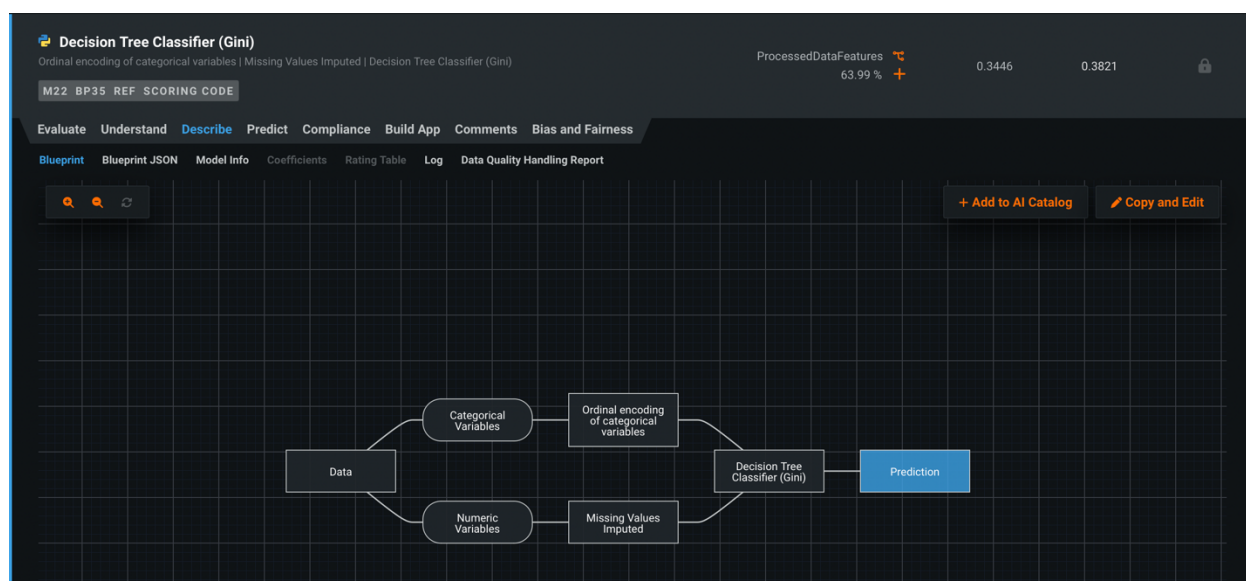 Decision Tree Classifier (Gini)
Ordinal encoding of categorical variables | Missing Values Imputed | Decision Tree Classifier (Gini)
M22 BP35 REF SCORING CODE
ProcessedDataFeatures
63.99 % +
0.3446
0.3821
Evaluate Understand Describe Predict Compliance Build App Comments Bias and Fairness
Blueprint Blueprint JSON Model Info Coefficients Rating Table Log Data Quality Handling Report
+ Add to AI Catalog
Copy and Edit
Data
Categorical
Variables
Ordinal encoding
of categorical
variables
Numeric
Variables
Missing Values
Imputed
Decision Tree
Classifier (Gini)
Prediction